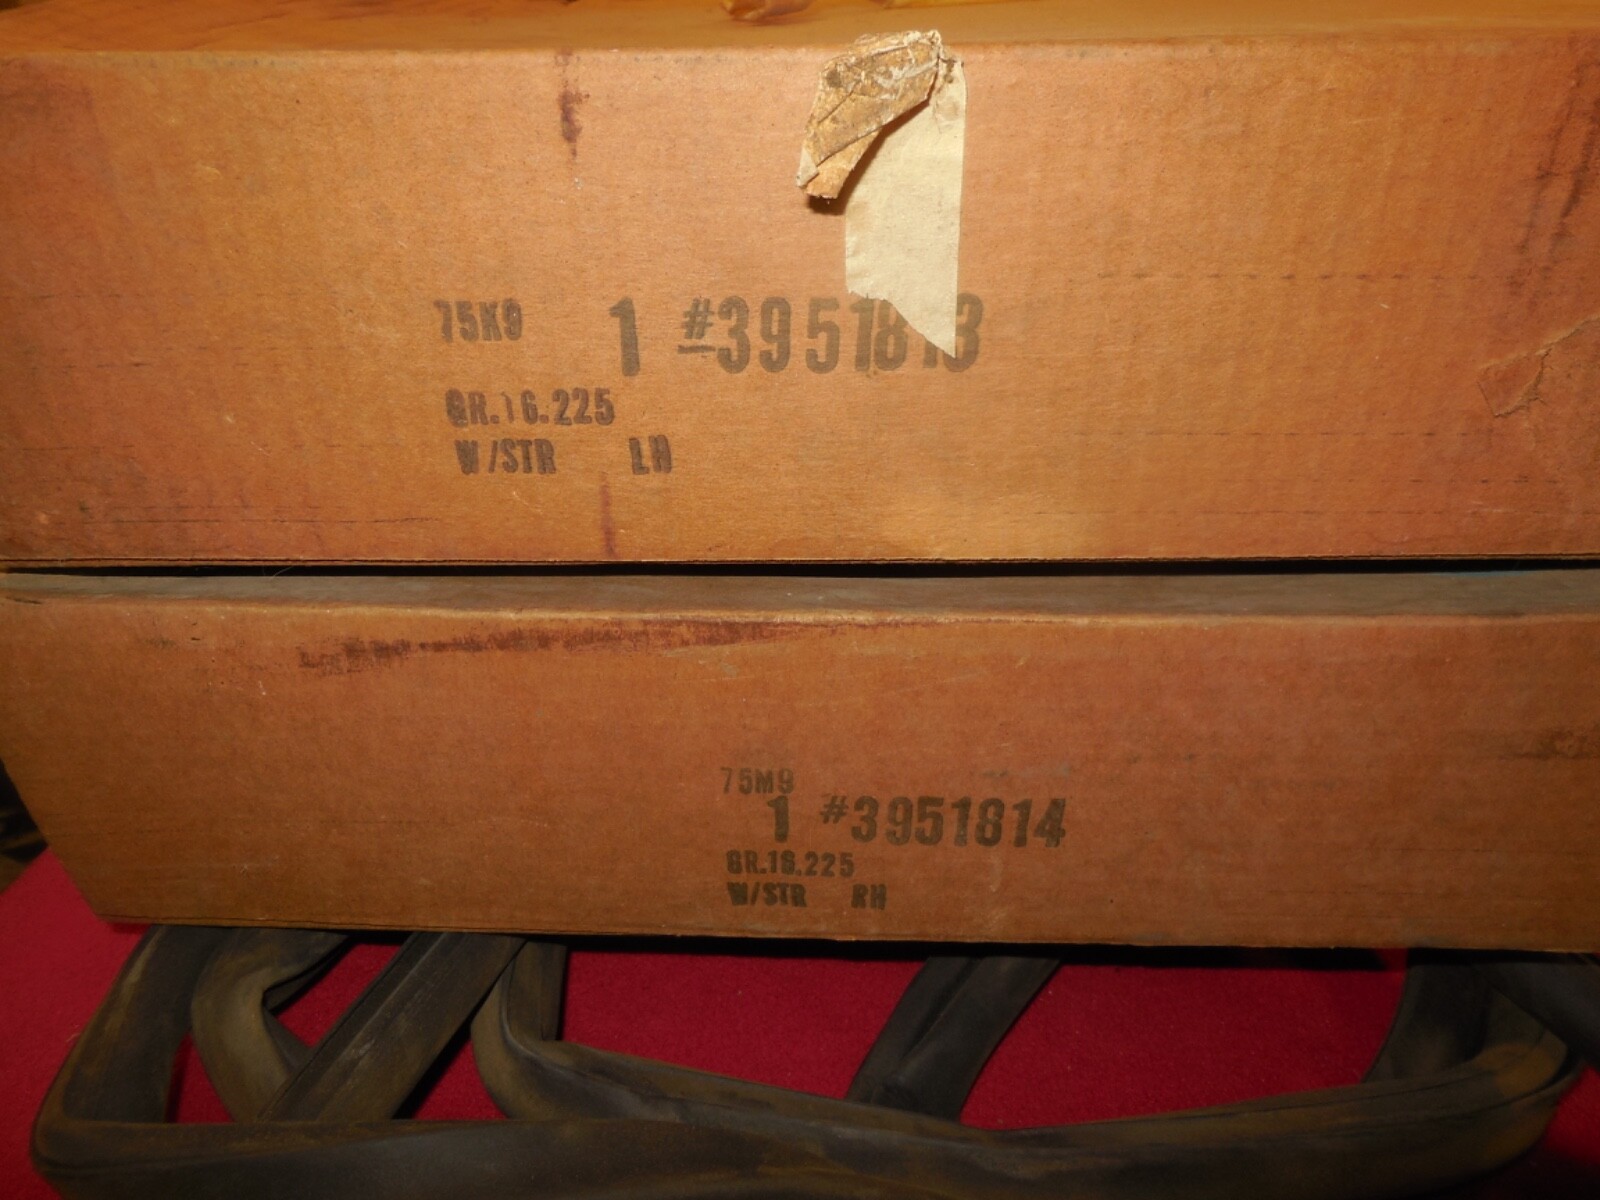 75K9 1 #3951813
GR.16.225
W/STR LH
75M9
1 #3951814
GR.16.225
W/STR RH